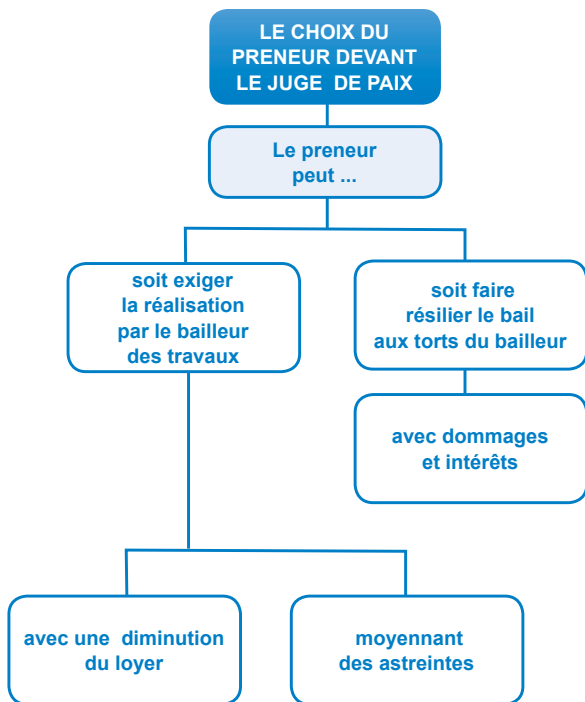 LE CHOIX DU
PRENEUR DEVANT
LE JUGE DE PAIX
Le preneur
peut ...
soit exiger
la réalisation
par le bailleur
des travaux
soit faire
résilier le bail
aux torts du bailleur
avec dommages
et intérêts
avec une diminution
du loyer
moyennant
des astreintes